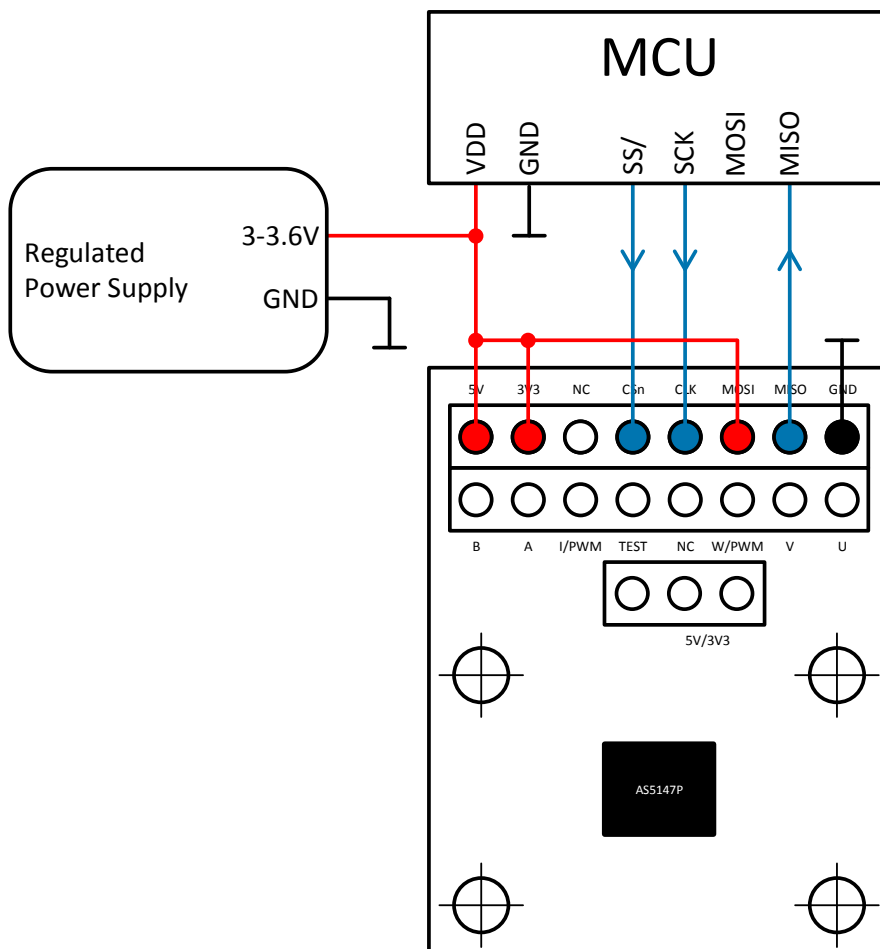 MCU
VDD GND SS/ SCK MOSI MISO
3-3.6V
Regulated
Power Supply
GND
5V 3V3 NC CSn CLK MOSI MISO GND
B A I/PWM TEST NC W/PWM V U
5V/3V3
AS5147P